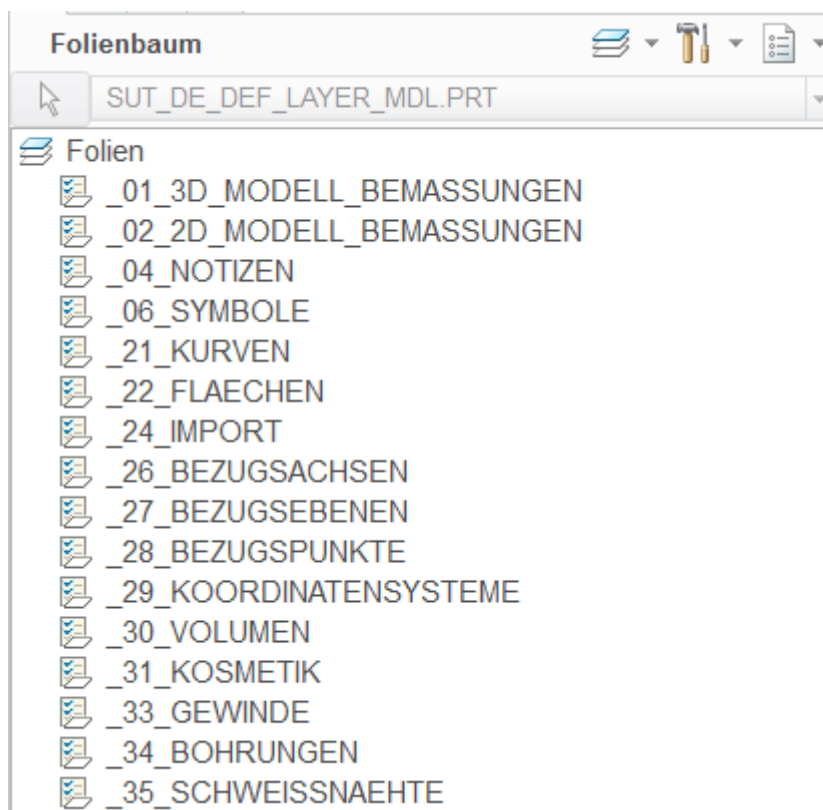 Folienbaum
SUT_DE_DEF_LAYER_MDL.PRT
Folien
_01_3D_MODELL_BEMASSUNGEN
_02_2D_MODELL_BEMASSUNGEN
_04_NOTIZEN
_06_SYMBOLE
_21_KURVEN
_22_FLAECHEN
_24_IMPORT
_26_BEZUGSACHSEN
_27_BEZUGSEBENEN
_28_BEZUGSPUNKTE
_29_KOORDINATENSYSTEME
_30_VOLUMEN
_31_KOSMETIK
_33_GEWINDE
_34_BOHRUNGEN
_35_SCHWEISSNAEHTE